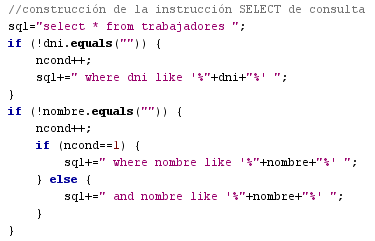 //construcción de la instrucción SELECT de consulta
sql="select * from trabajadores ";
if (!dni.equals("")) {
    ncond++;
    sql+=" where dni like '%"+dni+"%' ";
}
if (!nombre.equals("")) {
    ncond++;
    if (ncond==1) {
        sql+=" where nombre like '%"+nombre+"%' ";
    } else {
        sql+=" and nombre like '%"+nombre+"%' ";
    }
}